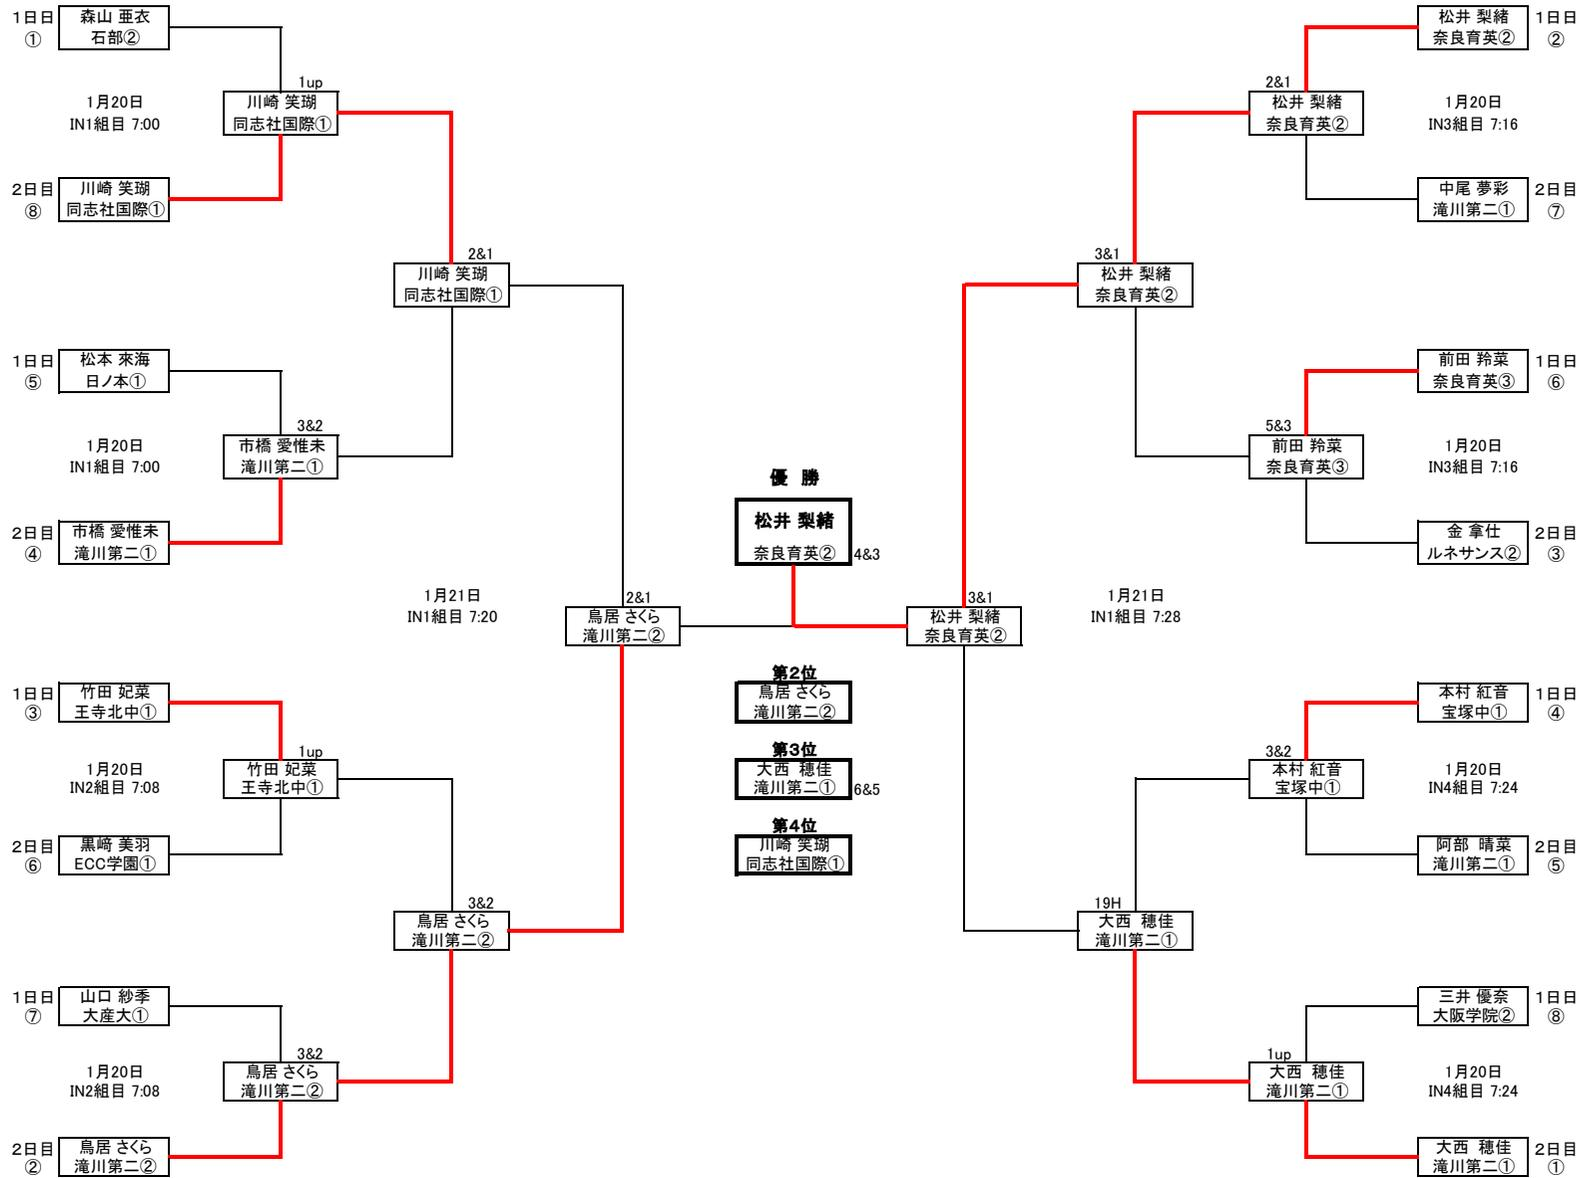 1日日
①
森山 亜衣
石部②
1up
1月20日
IN1組目 7:00
川崎 笑瑚
同志社国際①
2日目
⑧
川崎 笑瑚
同志社国際①
2&1
川崎 笑瑚
同志社国際①
1日日
⑤
松本 來海
日ノ本①
3&2
1月20日
IN1組目 7:00
市橋 愛惟未
滝川第二①
2日目
④
市橋 愛惟未
滝川第二①
1月21日
IN1組目 7:20
2&1
鳥居 さくら
滝川第二②
1日日
③
竹田 妃菜
王寺北中①
1up
1月20日
IN2組目 7:08
竹田 妃菜
王寺北中①
2日目
⑥
黒﨑 美羽
ECC学園①
3&2
鳥居 さくら
滝川第二②
1日日
⑦
山口 紗季
大産大①
3&2
1月20日
IN2組目 7:08
鳥居 さくら
滝川第二②
2日目
②
鳥居 さくら
滝川第二②
優 勝
松井 梨緒
奈良育英②
4&3
第2位
鳥居 さくら
滝川第二②
第3位
大西 穂佳
滝川第二①
6&5
第4位
川崎 笑瑚
同志社国際①
松井 梨緒
奈良育英②
1日日
②
2&1
松井 梨緒
奈良育英②
1月20日
IN3組目 7:16
中尾 夢彩
滝川第二①
2日目
⑦
3&1
松井 梨緒
奈良育英②
前田 羚菜
奈良育英③
1日日
⑥
5&3
前田 羚菜
奈良育英③
1月20日
IN3組目 7:16
金 拿仕
ルネサンス②
2日目
③
3&1
松井 梨緒
奈良育英②
1月21日
IN1組目 7:28
本村 紅音
宝塚中①
1日日
④
3&2
本村 紅音
宝塚中①
1月20日
IN4組目 7:24
阿部 晴菜
滝川第二①
2日目
⑤
19H
大西 穂佳
滝川第二①
三井 優奈
大阪学院②
1日日
⑧
1up
大西 穂佳
滝川第二①
1月20日
IN4組目 7:24
大西 穂佳
滝川第二①
2日目
①